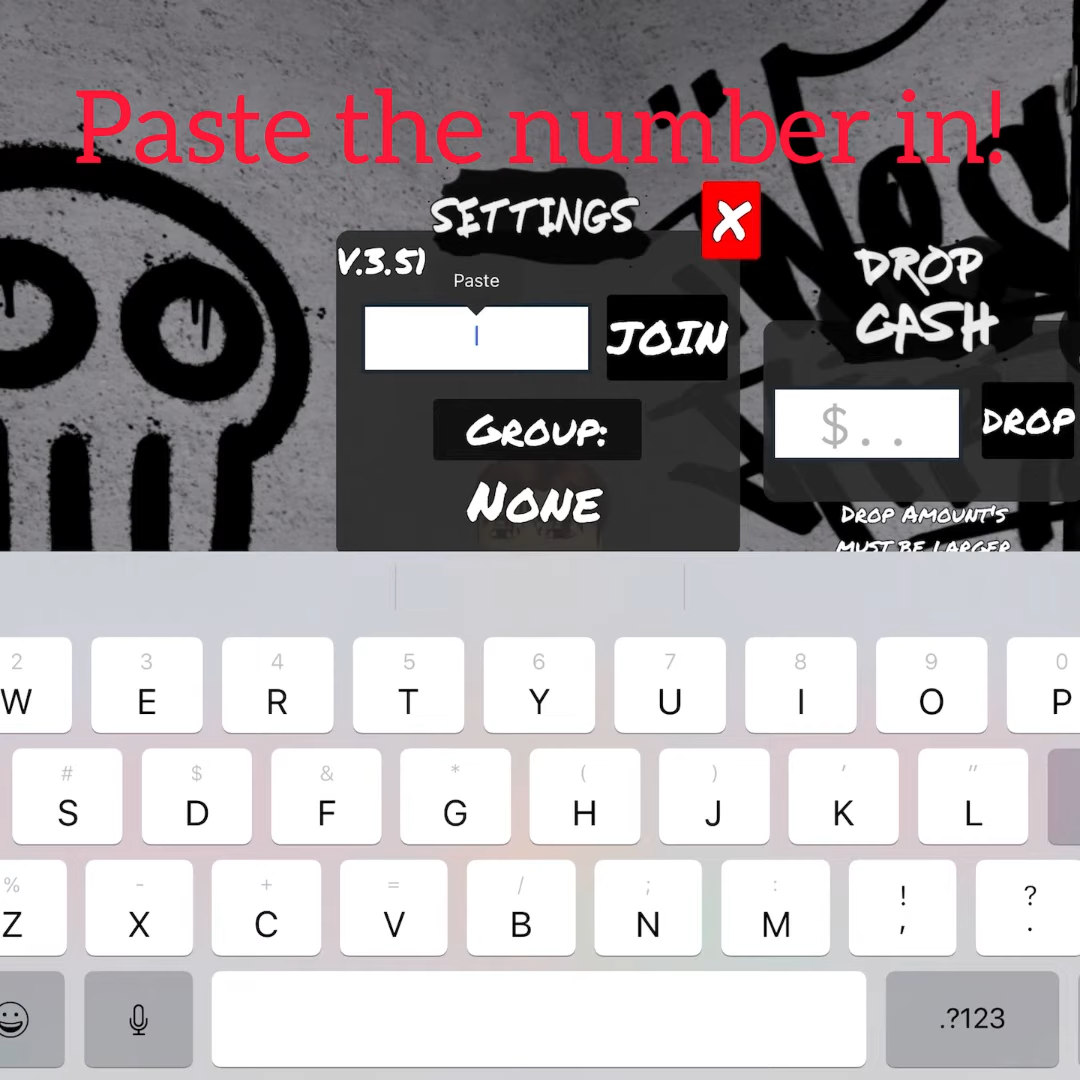 Paste the number in!
SETTINGS
X
V.3.51
Paste
JOIN
GROUP:
NONE
DROP
CASH
$..
DROP
DROP AMOUNT'S
MUST BE LARGER
2 3 4 5 6 7 8 9 0
W E R T Y U I O P
# $ & * ( ) ' "
S D F G H J K L
% - + = / ; : ! ?
Z X C V B N M , .
.?123